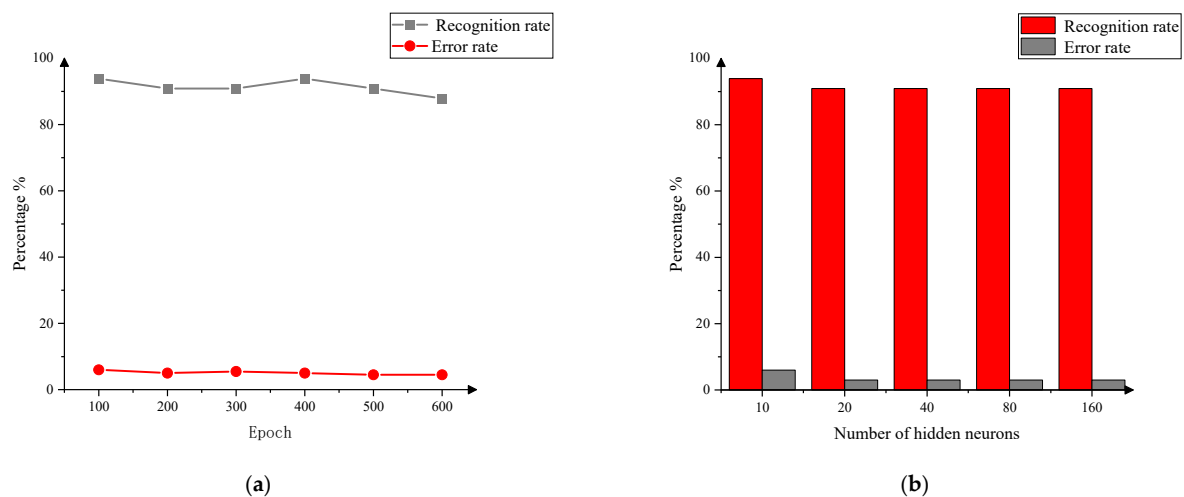 Recognition rate
Error rate
100
80
60
40
20
0
Percentage %
100 200 300 400 500 600
Epoch
(a)
Recognition rate
Error rate
100
80
60
40
20
0
Percentage %
10 20 40 80 160
Number of hidden neurons
(b)